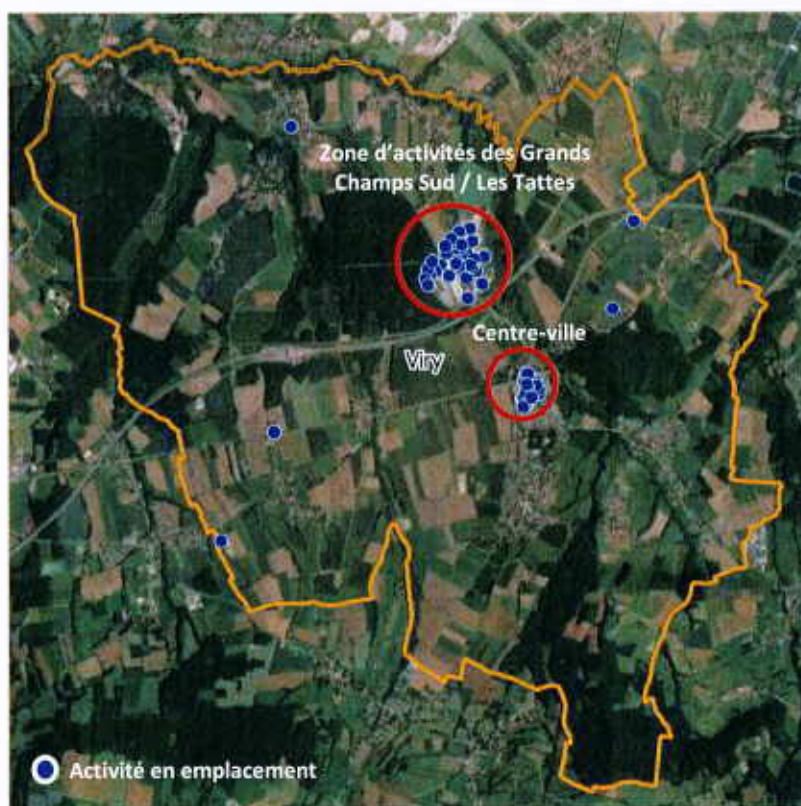 Zone d'activités des Grands
Champs Sud / Les Tattes
Centre-ville
Viry
Activité en emplacement